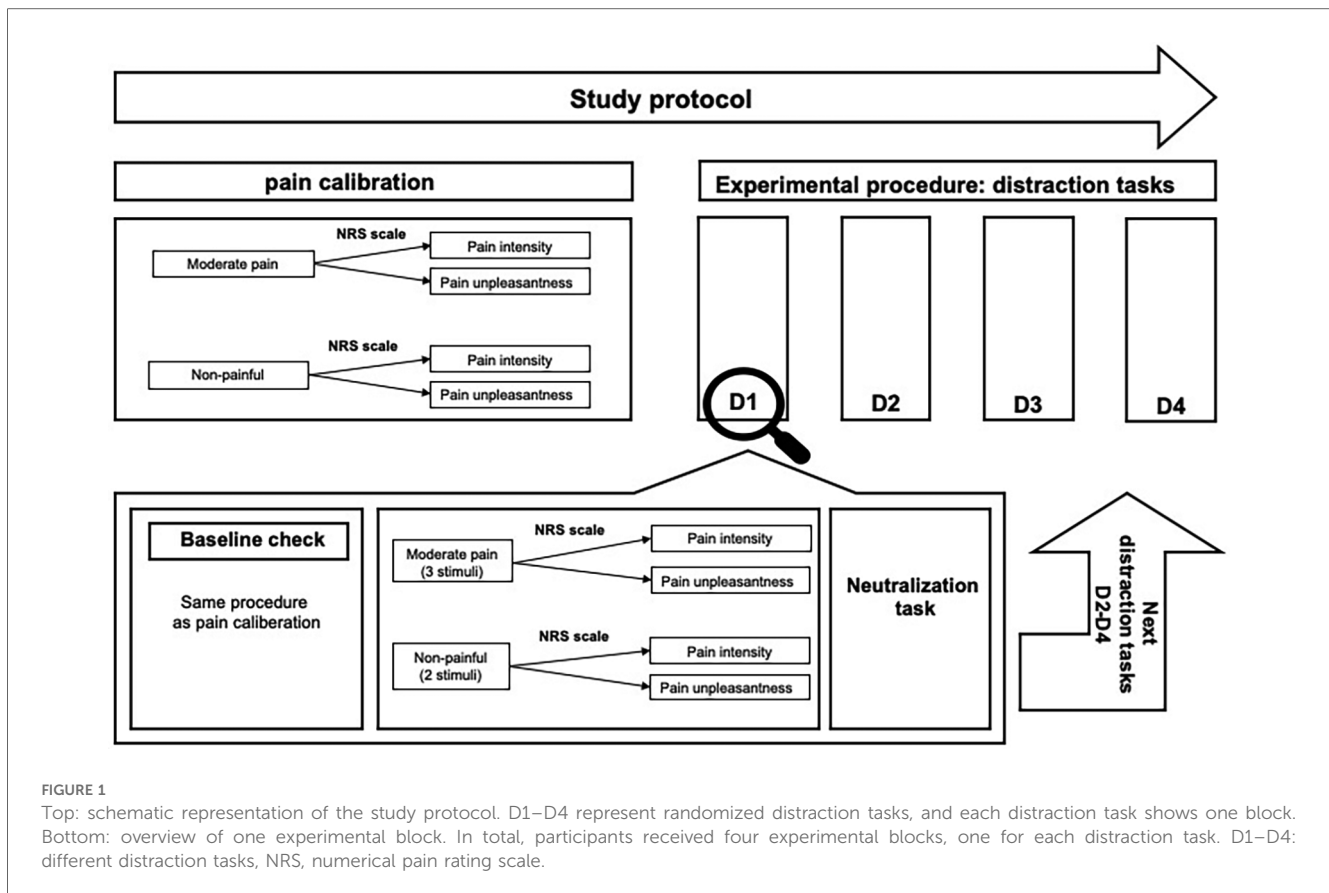 Study protocol
pain calibration
Experimental procedure: distraction tasks
NRS scale
Moderate pain
Pain intensity
Pain unpleasantness
NRS scale
Non-painful
Pain intensity
Pain unpleasantness
D1
D2
D3
D4
Baseline check
Same procedure
as pain caliberation
NRS scale
Moderate pain
(3 stimuli)
Pain intensity
Pain unpleasantness
NRS scale
Non-painful
(2 stimuli)
Pain intensity
Pain unpleasantness
Neutralization
task
Next
distraction tasks
D2-D4
FIGURE 1
Top: schematic representation of the study protocol. D1–D4 represent randomized distraction tasks, and each distraction task shows one block.
Bottom: overview of one experimental block. In total, participants received four experimental blocks, one for each distraction task. D1–D4:
different distraction tasks, NRS, numerical pain rating scale.